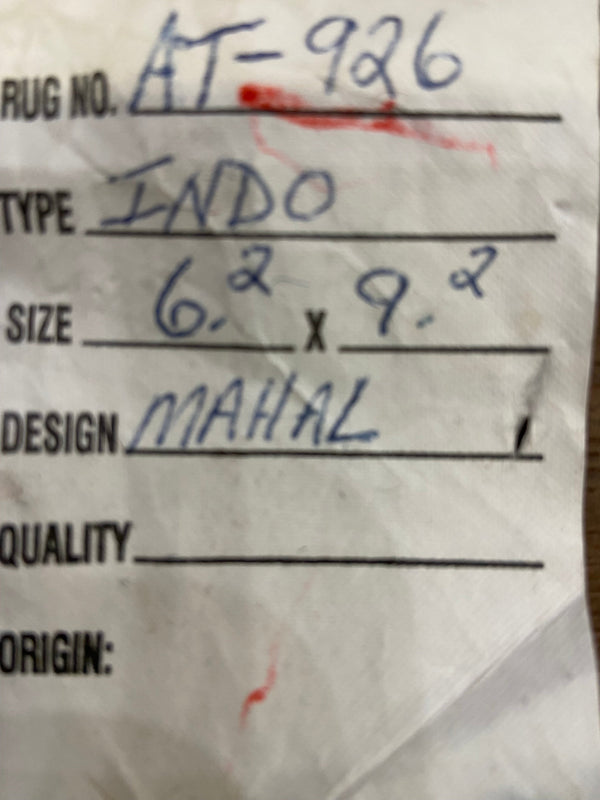 RUG NO. AT-926
TYPE INDO
SIZE 6.2 X 9.2
DESIGN MAHAL
QUALITY
ORIGIN: